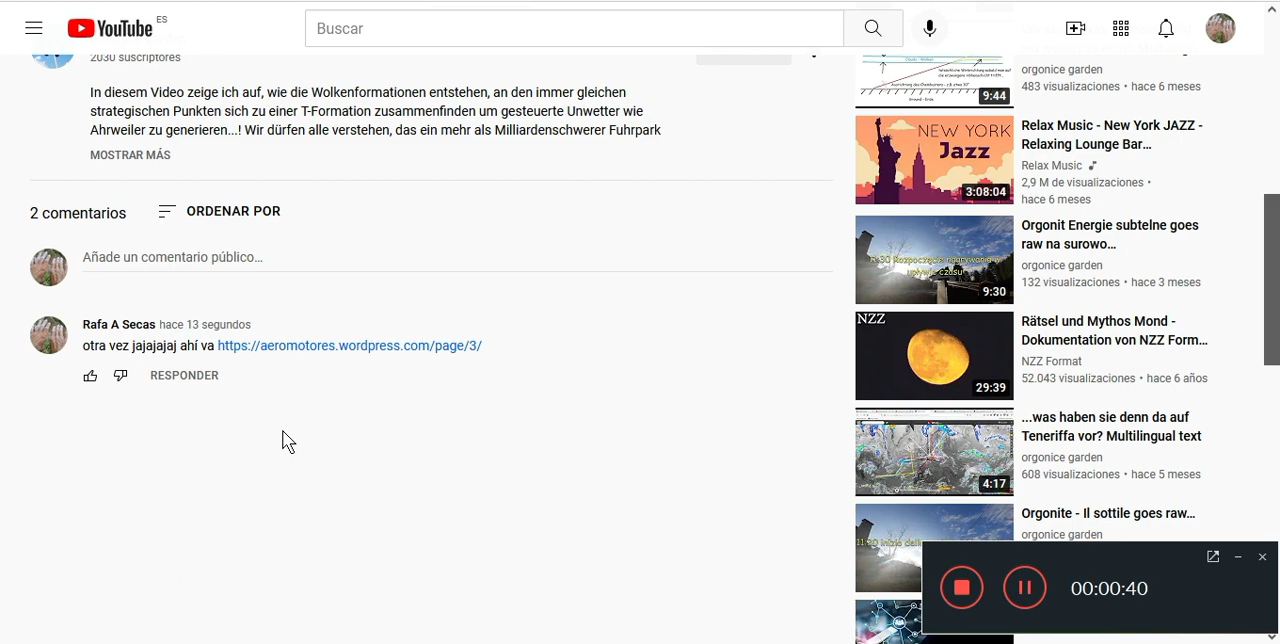 YouTube ES
Buscar
2030 suscriptores
In diesem Video zeige ich auf, wie die Wolkenformationen entstehen, an den immer gleichen
strategischen Punkten sich zu einer T-Formation zusammenfinden um gesteuerte Unwetter wie
Ahrweiler zu generieren...! Wir dürfen alle verstehen, das ein mehr als Milliardenschwerer Fuhrpark
MOSTRAR MÁS
2 comentarios
ORDENAR POR
Añade un comentario público...
Rafa A Secas hace 13 segundos
otra vez jajajajaj ahí va https://aeromotores.wordpress.com/page/3/
RESPONDER
9:44
orgonice garden
483 visualizaciones • hace 6 meses
NEW YORK
Jazz
3:08:04
Relax Music - New York JAZZ -
Relaxing Lounge Bar...
Relax Music
2,9 M de visualizaciones •
hace 6 meses
9:30
Orgonit Energie subtelne goes
raw na surowo...
orgonice garden
132 visualizaciones • hace 3 meses
NZZ
29:39
Rätsel und Mythos Mond -
Dokumentation von NZZ Form...
NZZ Format
52.043 visualizaciones • hace 6 años
4:17
...was haben sie denn da auf
Teneriffa vor? Multilingual text
orgonice garden
608 visualizaciones • hace 5 meses
Orgonite - Il sottile goes raw...
orgonice garden
00:00:40